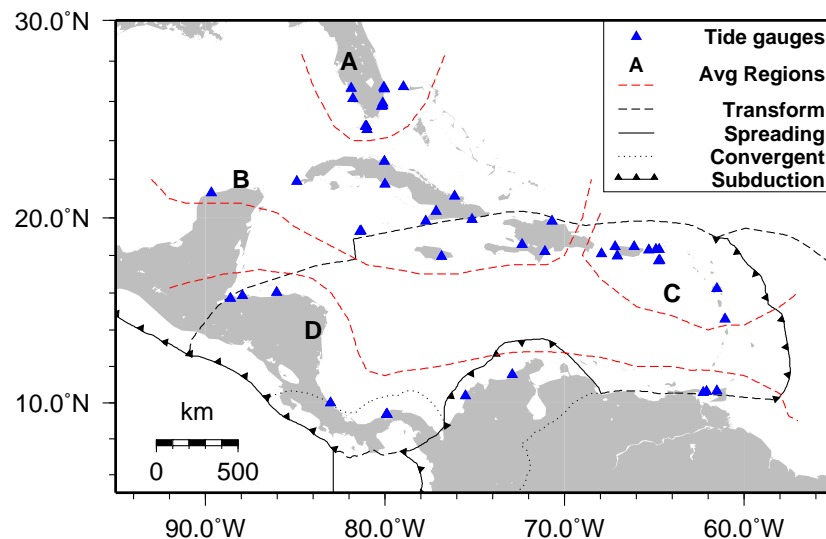 30.0°N
20.0°N
10.0°N
90.0°W
80.0°W
70.0°W
60.0°W
A
B
C
D
km
0
500
Tide gauges
A Avg Regions
Transform
Spreading
Convergent
Subduction